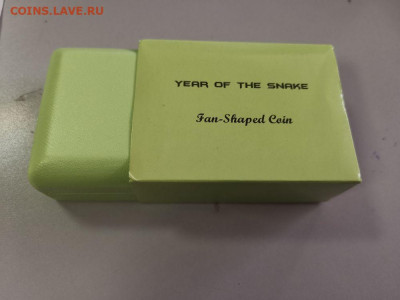 COINS.LAVE.RU
YEAR OF THE SNAKE
Fan-Shaped Coin